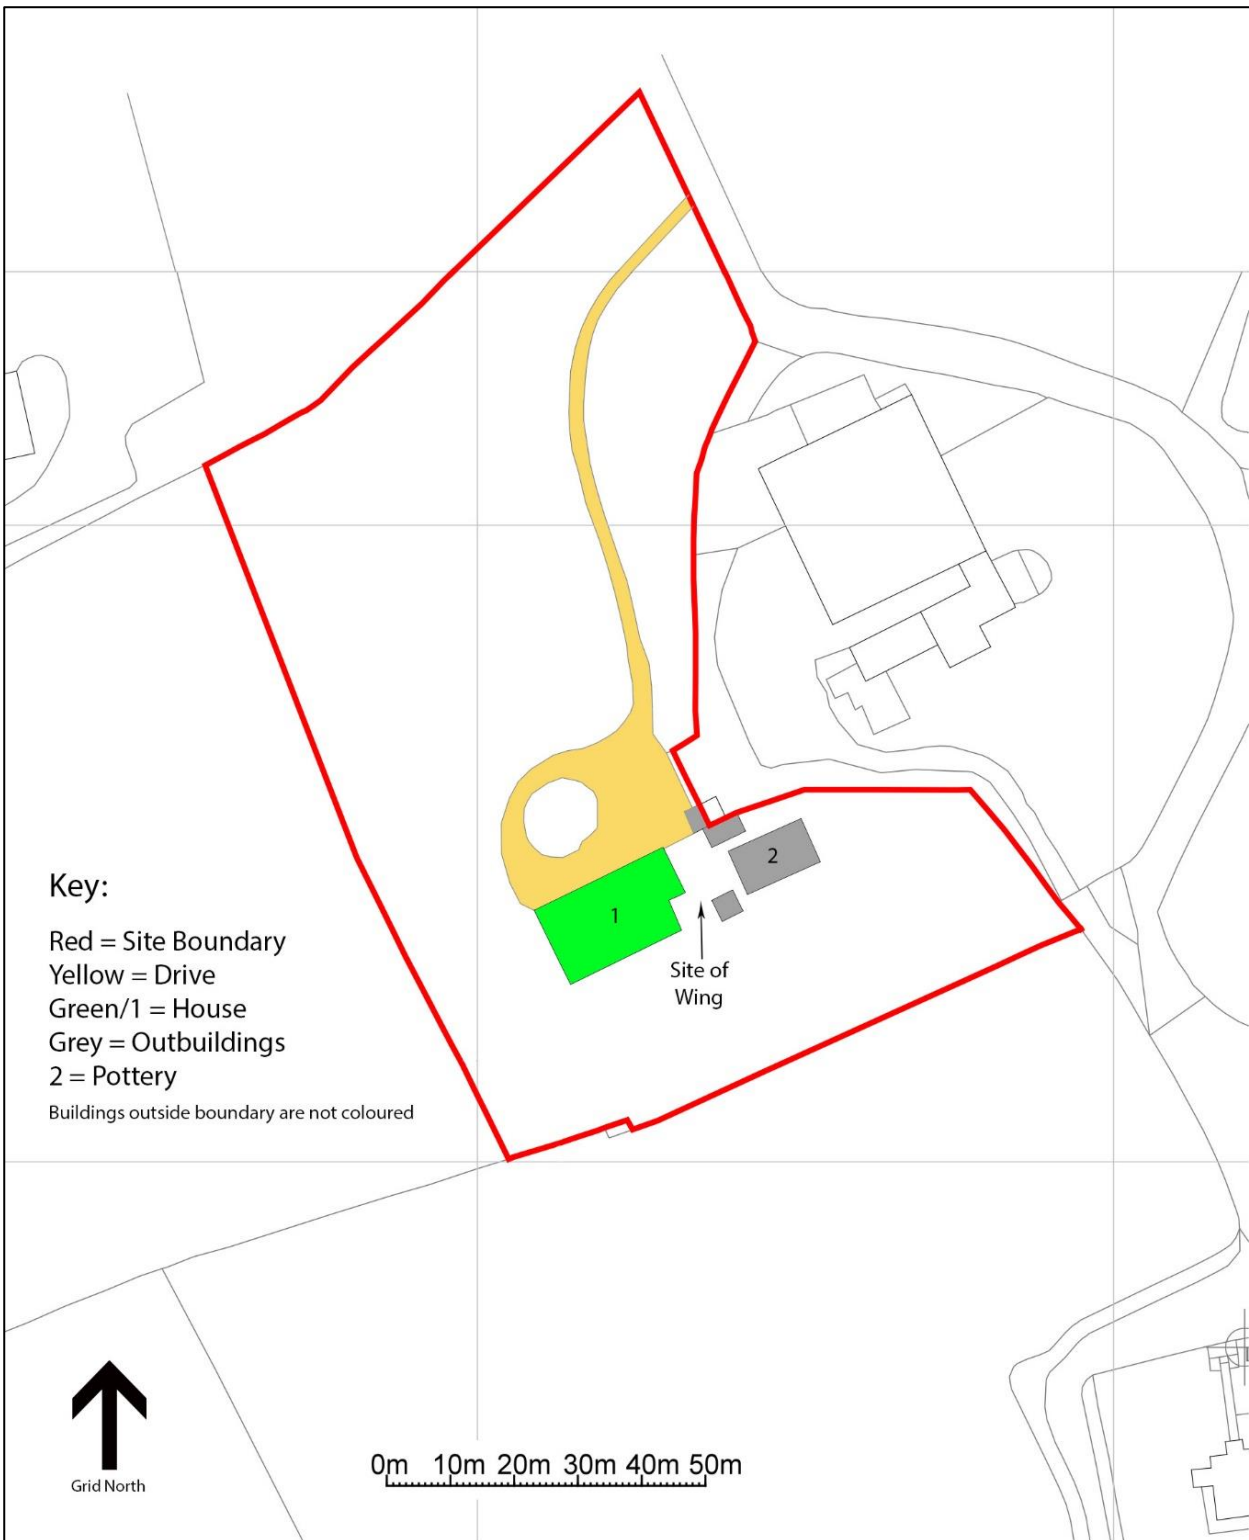 2
1
Site of
Wing
Key:
Red = Site Boundary
Yellow = Drive
Green/1 = House
Grey = Outbuildings
2 = Pottery
Buildings outside boundary are not coloured
Grid North
0m 10m 20m 30m 40m 50m